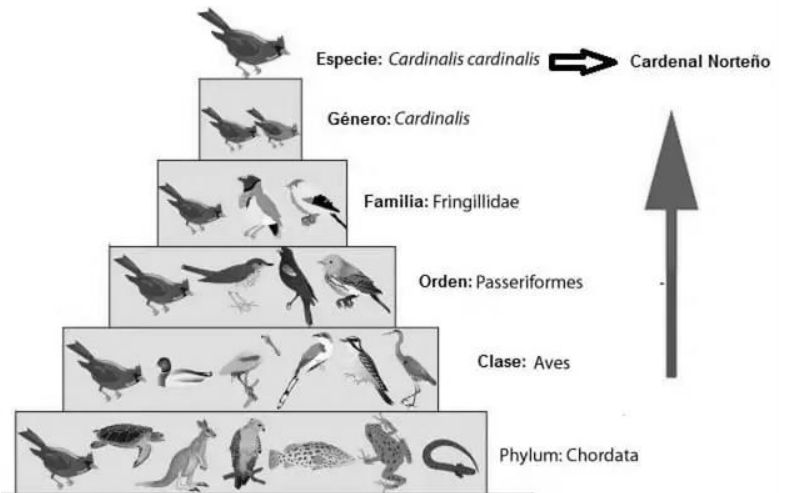 Especie: Cardinalis cardinalis
Cardenal Norteño
Género: Cardinalis
Familia: Fringillidae
Orden: Passeriformes
Clase: Aves
Phylum: Chordata